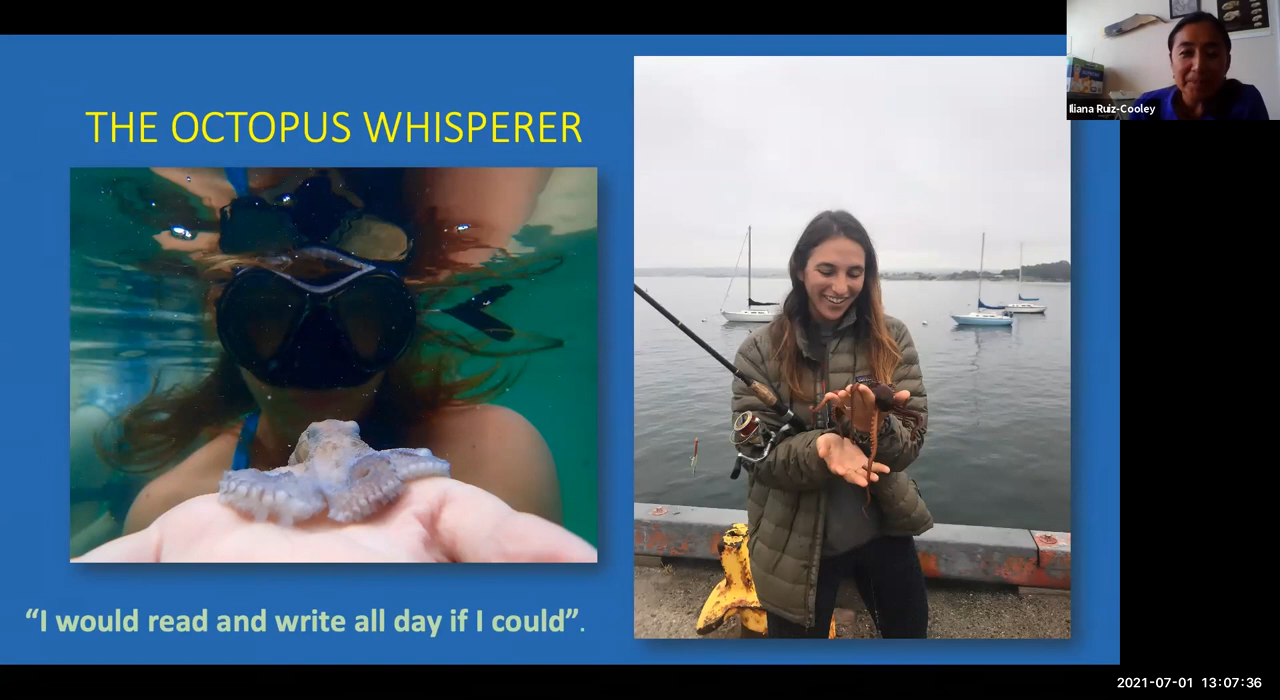 Iliana Ruiz-Cooley
THE OCTOPUS WHISPERER
“I would read and write all day if I could”.
2021-07-01 13:07:36